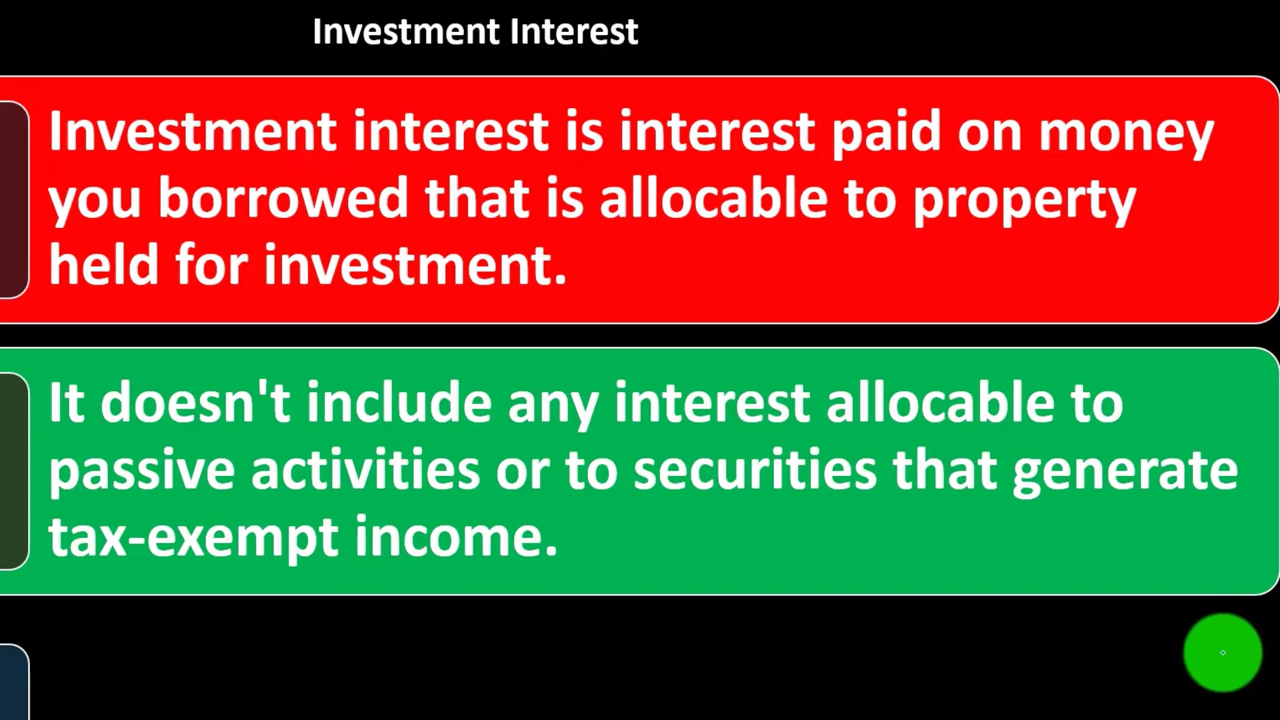 Investment Interest
Investment interest is interest paid on money
you borrowed that is allocable to property
held for investment.
It doesn't include any interest allocable to
passive activities or to securities that generate
tax-exempt income.